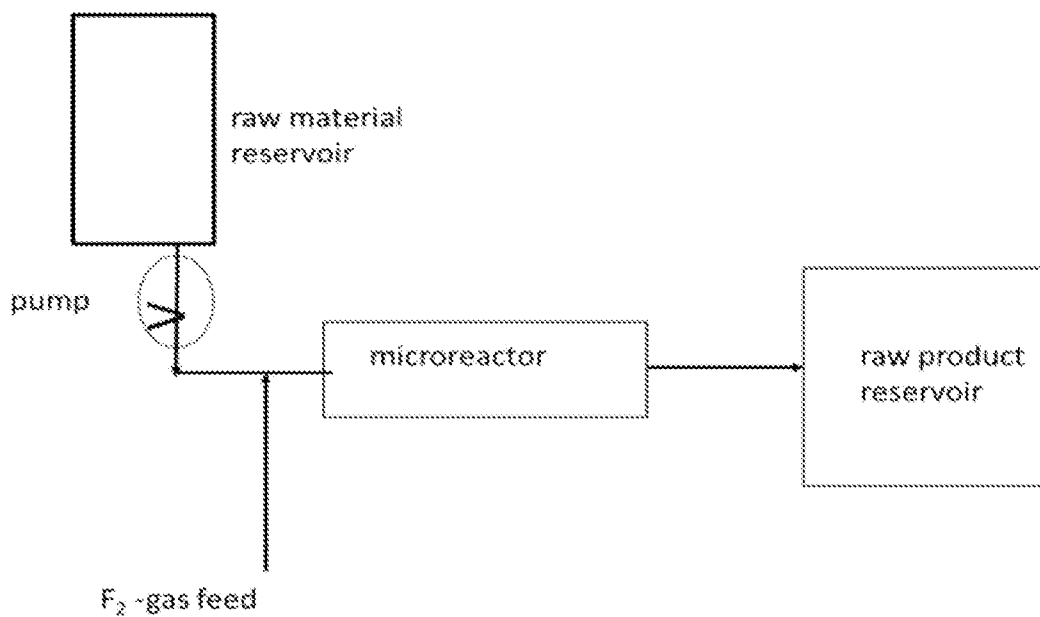 raw material
reservoir
pump
microreactor
raw product
reservoir
F₂ -gas feed